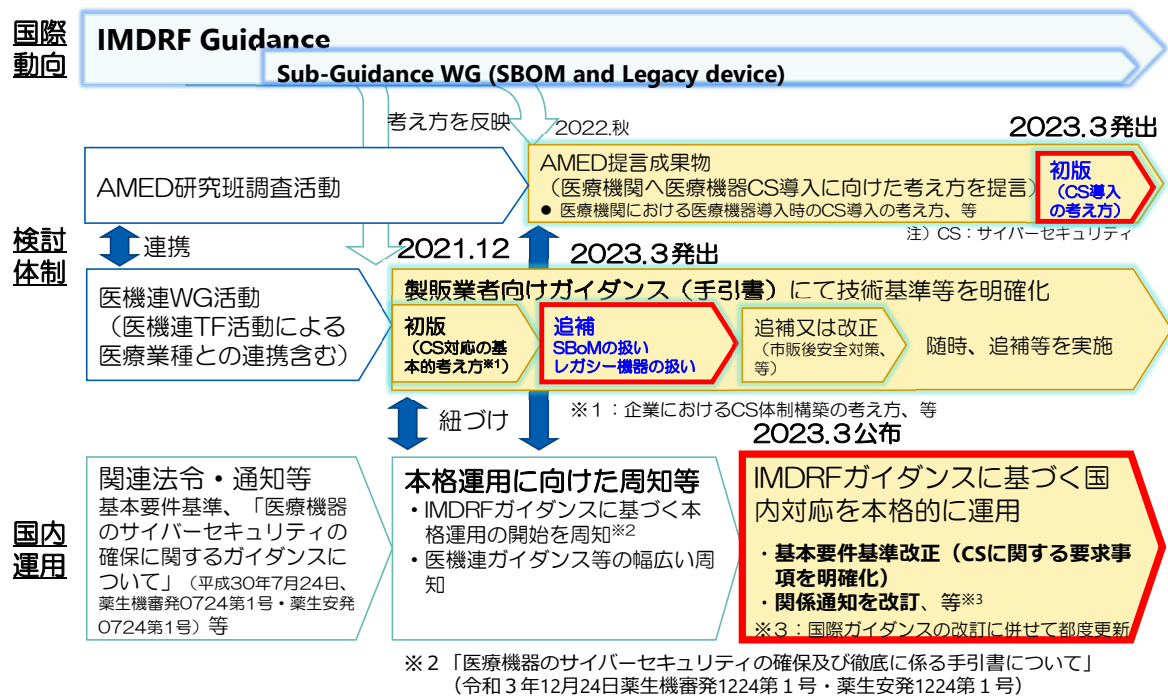 国際
動向
IMDRF Guidance
Sub-Guidance WG (SBOM and Legacy device)
考え方を反映
2022.秋
2023.3発出
検討
体制
AMED研究班調査活動
AMED提言成果物
（医療機関へ医療機器CS導入に向けた考え方を提言）
● 医療機関における医療機器導入時のCS導入の考え方、等
初版
（CS導入
の考え方）
注）CS：サイバーセキュリティ
連携
2021.12
2023.3発出
医機連WG活動
（医機連TF活動による
医療業種との連携含む）
製販業者向けガイダンス（手引書）にて技術基準等を明確化
初版
（CS対応の基
本的考え方※1）
追補
SBoMの扱い
レガシー機器の扱い
追補又は改正
（市販後安全対策、
等）
随時、追補等を実施
※１：企業におけるCS体制構築の考え方、等
紐づけ
2023.3公布
国内
運用
関連法令・通知等
基本要件基準、「医療機器
のサイバーセキュリティの
確保に関するガイダンスに
ついて」（平成30年7月24日、
薬生機審発0724第1号・薬生安発
0724第1号）等
本格運用に向けた周知等
・IMDRFガイダンスに基づく本
格運用の開始を周知※2
・医機連ガイダンス等の幅広い周
知
IMDRFガイダンスに基づく国
内対応を本格的に運用
・基本要件基準改正（CSに関する要求事
項を明確化）
・関係通知を改訂、等※3
※３：国際ガイダンスの改訂に併せて都度更新
※２「医療機器のサイバーセキュリティの確保及び徹底に係る手引書について」
（令和３年12月24日薬生機審発1224第１号・薬生安発1224第１号）